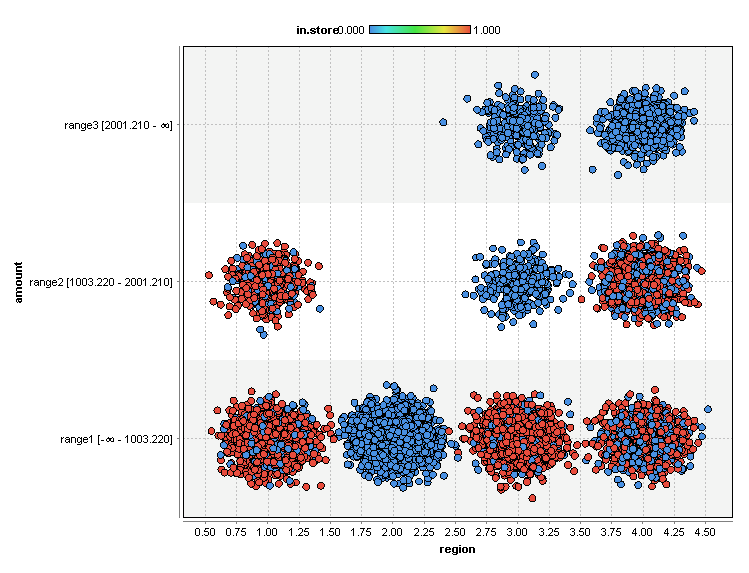 in.store 0.000 1.000
range3 [2001.210 - ∞]
range2 [1003.220 - 2001.210]
range1 [-∞ - 1003.220]
amount
0.50 0.75 1.00 1.25 1.50 1.75 2.00 2.25 2.50 2.75 3.00 3.25 3.50 3.75 4.00 4.25 4.50
region